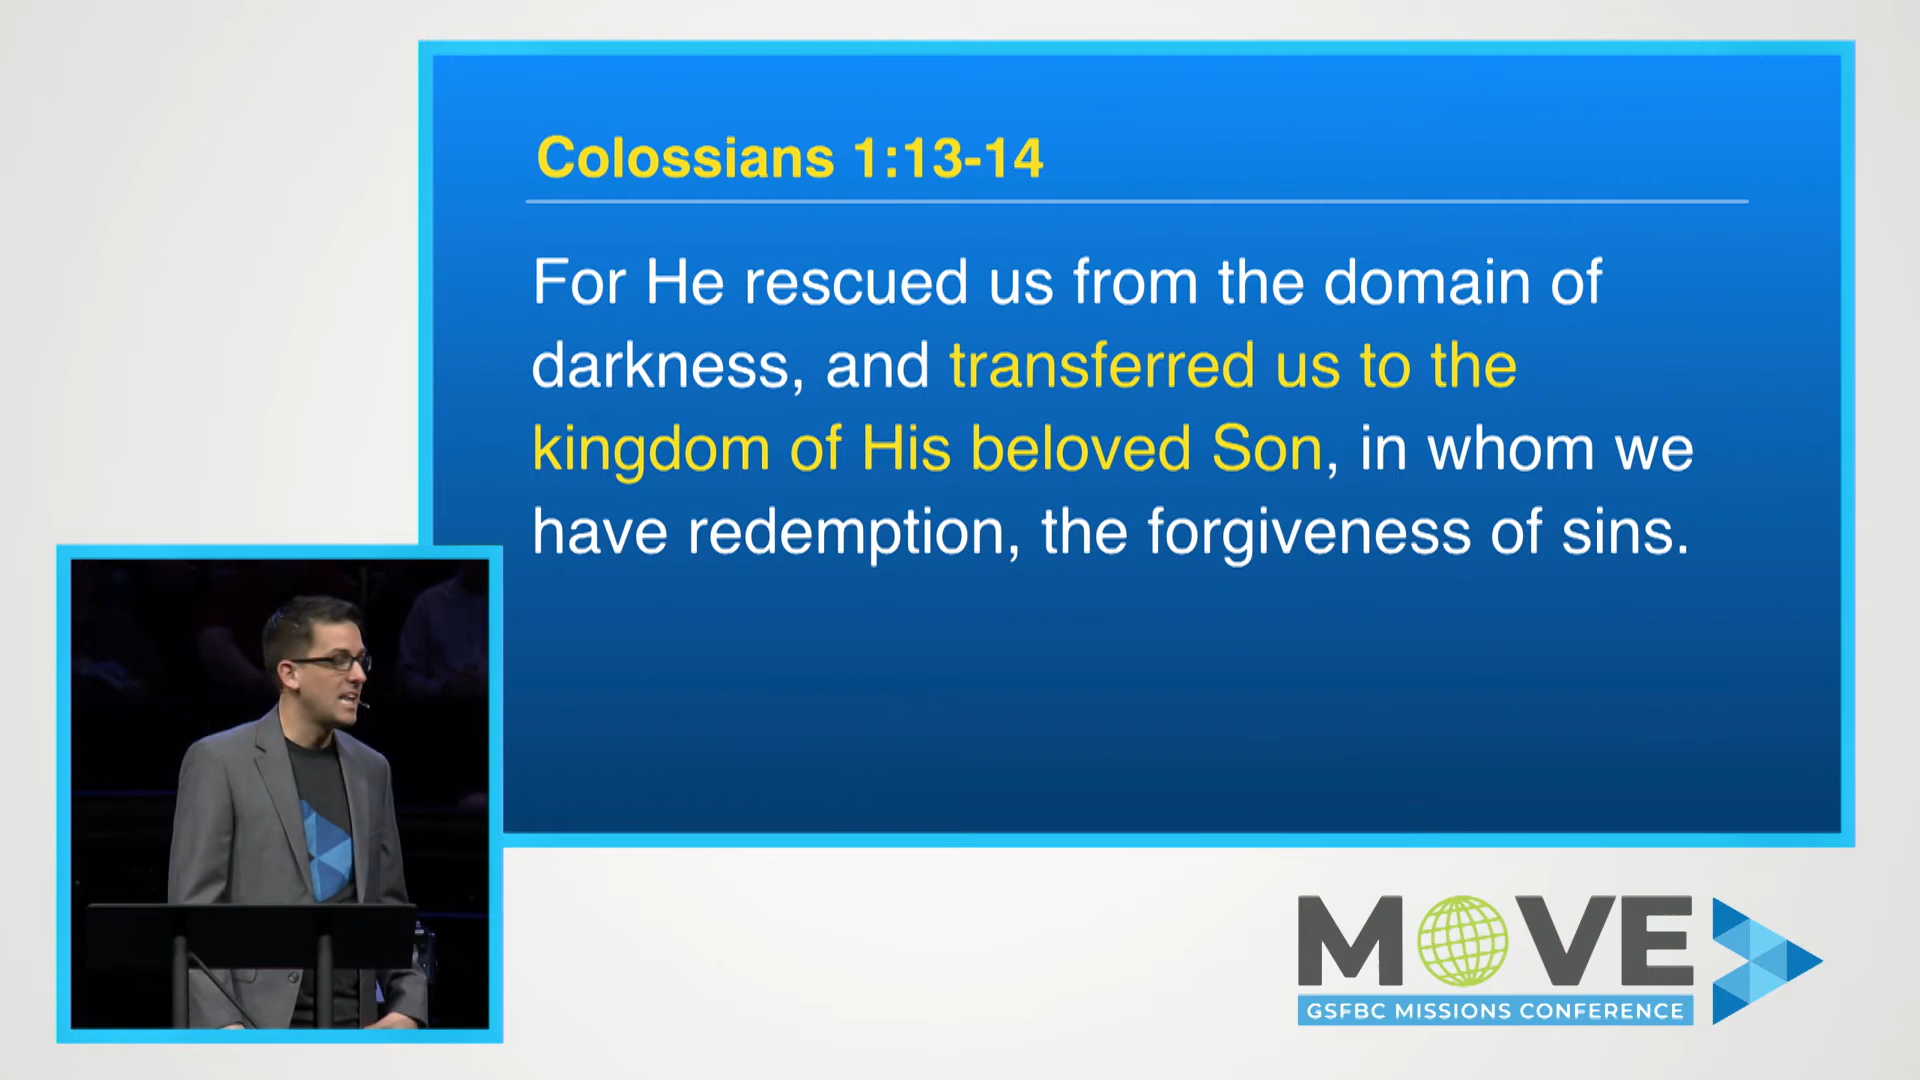 Colossians 1:13-14
For He rescued us from the domain of
darkness, and transferred us to the
kingdom of His beloved Son, in whom we
have redemption, the forgiveness of sins.
MOVE
GSFBC MISSIONS CONFERENCE